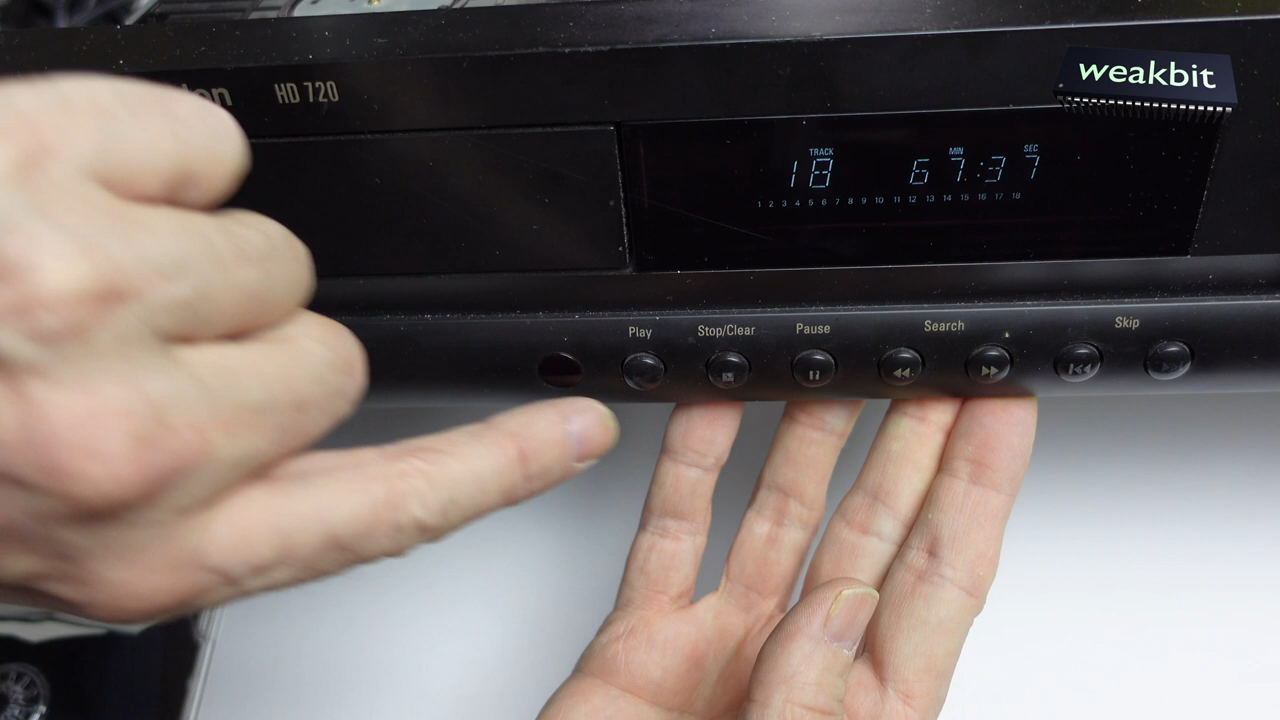 HD 720
weakbit
TRACK MIN SEC
18 67:37
1 2 3 4 5 6 7 8 9 10 11 12 13 14 15 16 17 18
Play Stop/Clear Pause Search Skip